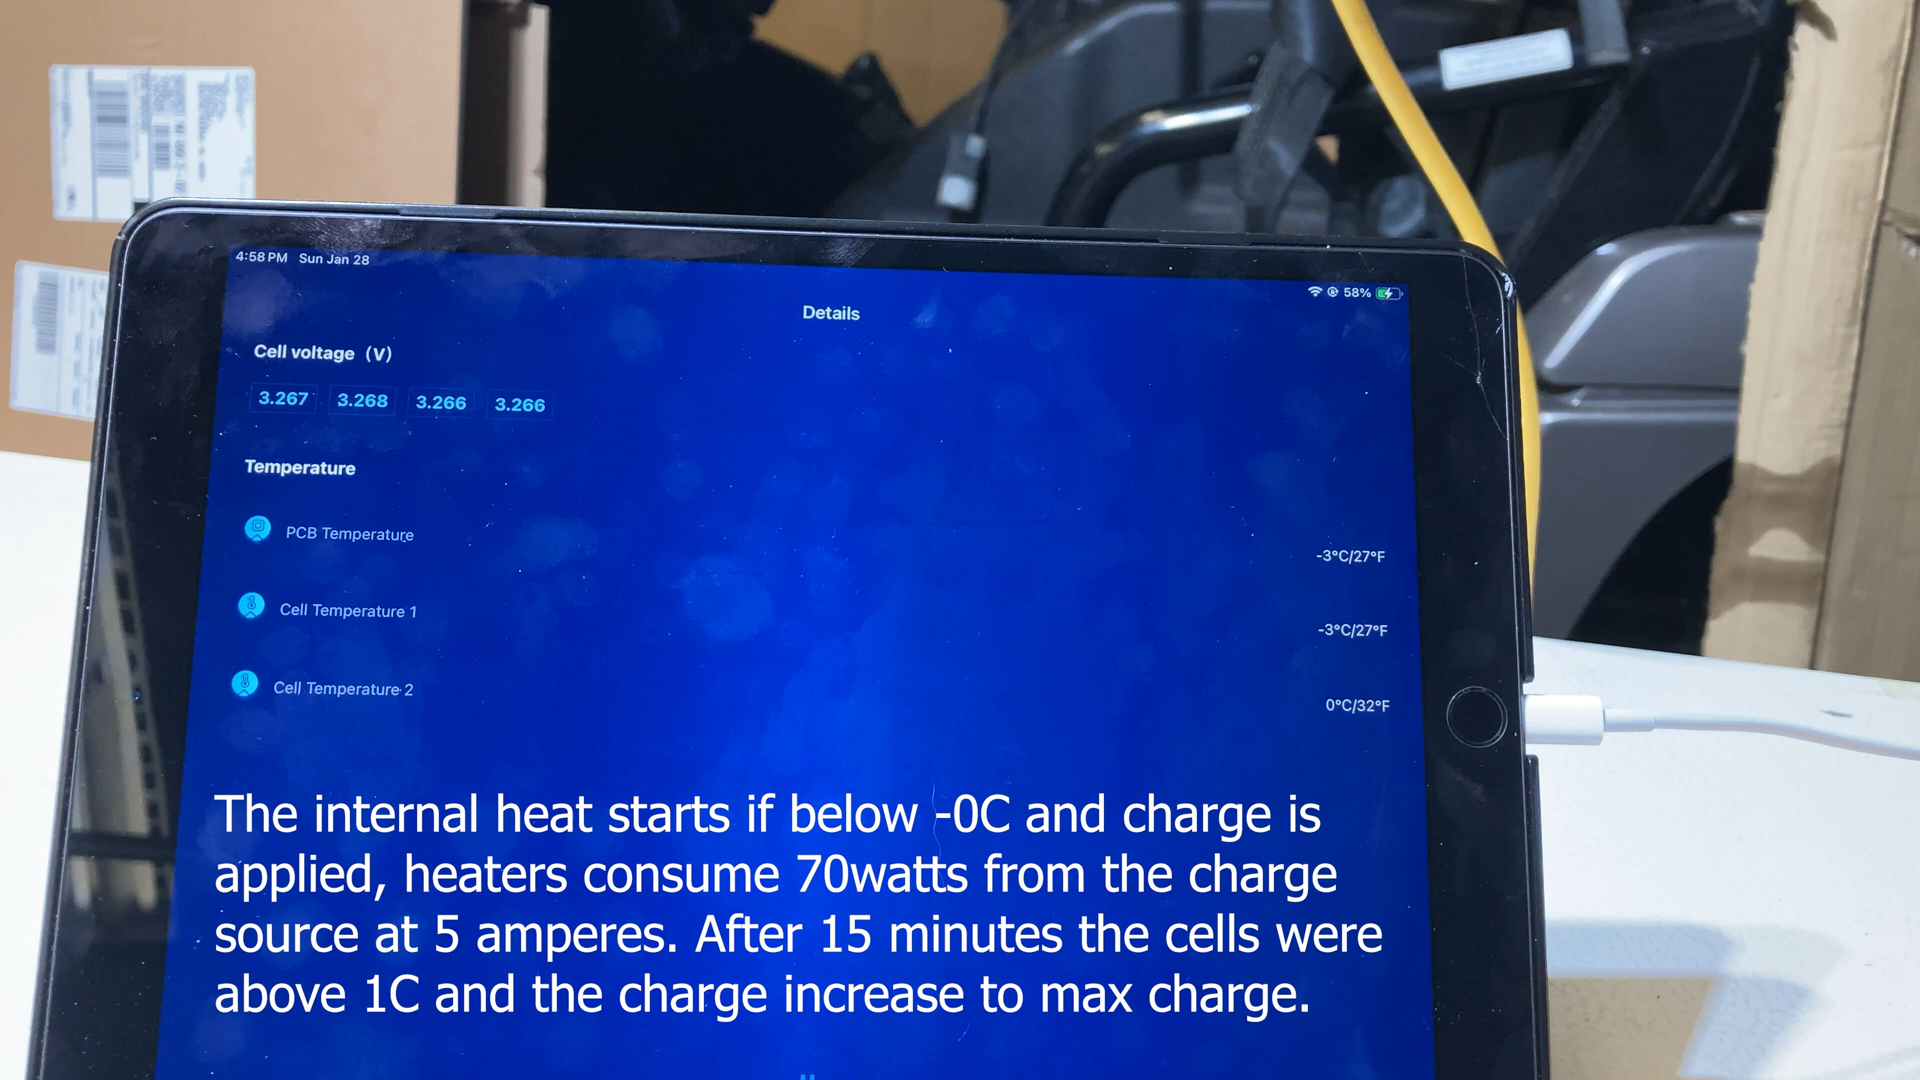 4:58 PM Sun Jan 28
58%
Details
Cell voltage (V)
3.267 3.268 3.266 3.266
Temperature
PCB Temperature -3°C/27°F
Cell Temperature 1 -3°C/27°F
Cell Temperature 2 0°C/32°F
The internal heat starts if below -0C and charge is
applied, heaters consume 70watts from the charge
source at 5 amperes. After 15 minutes the cells were
above 1C and the charge increase to max charge.